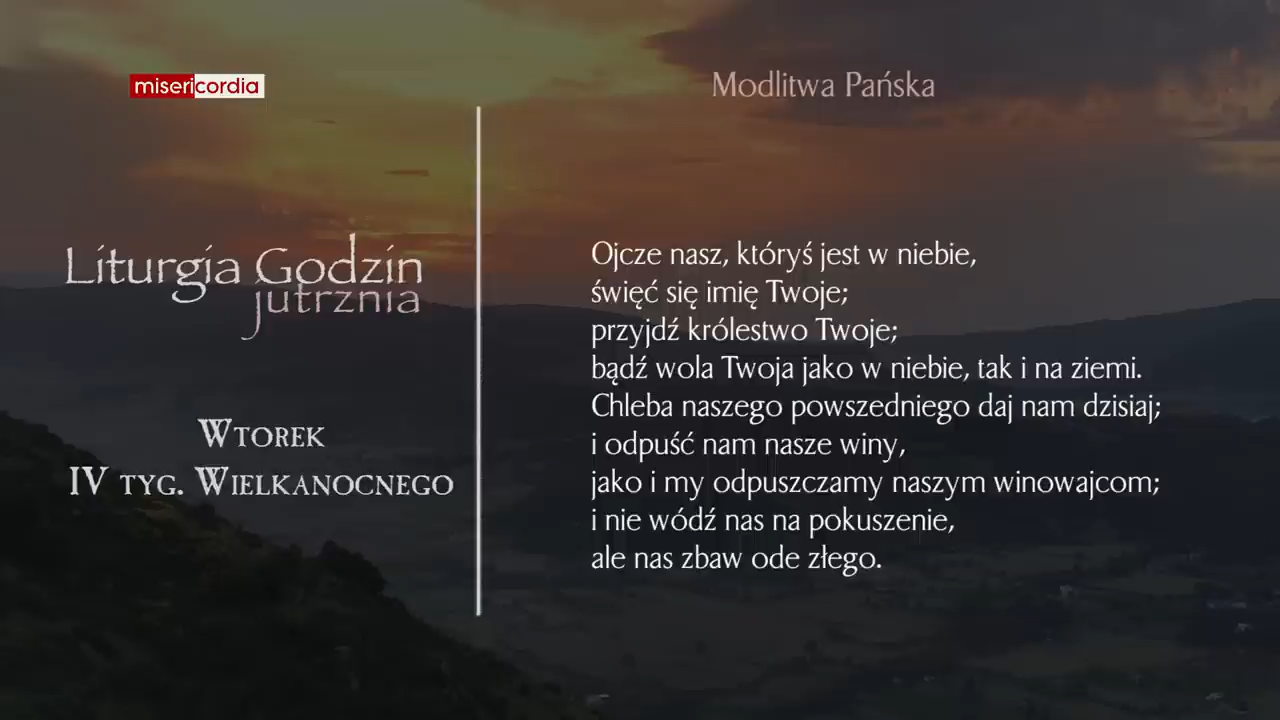 misericordia
Liturgia Godzin
jutrznia
Wtorek
IV tyg. Wielkanocnego
Modlitwa Pańska
Ojcze nasz, któryś jest w niebie,
święć się imię Twoje;
przyjdź królestwo Twoje;
bądź wola Twoja jako w niebie, tak i na ziemi.
Chleba naszego powszedniego daj nam dzisiaj;
i odpuść nam nasze winy,
jako i my odpuszczamy naszym winowajcom;
i nie wódź nas na pokuszenie,
ale nas zbaw ode złego.